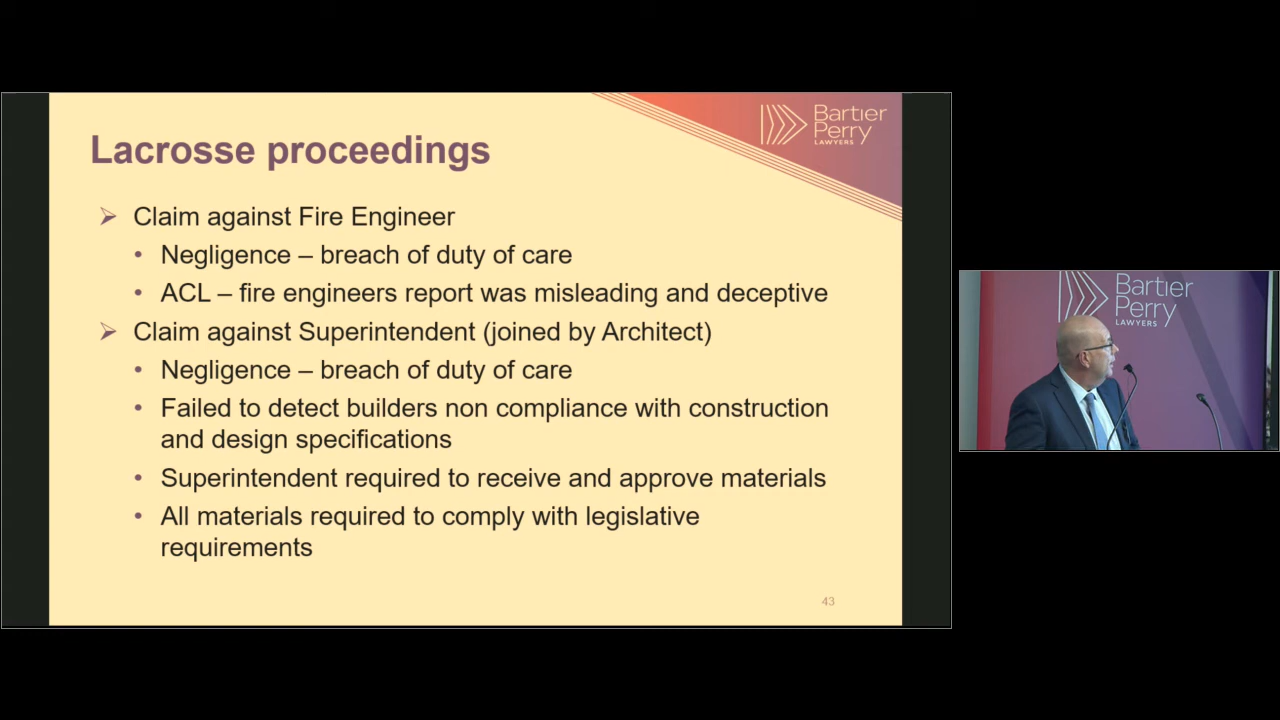 Bartier
Perry
LAWYERS
Lacrosse proceedings
➢ Claim against Fire Engineer
• Negligence – breach of duty of care
• ACL – fire engineers report was misleading and deceptive
➢ Claim against Superintendent (joined by Architect)
• Negligence – breach of duty of care
• Failed to detect builders non compliance with construction
and design specifications
• Superintendent required to receive and approve materials
• All materials required to comply with legislative
requirements
43
Bartier
Perry
LAWYERS